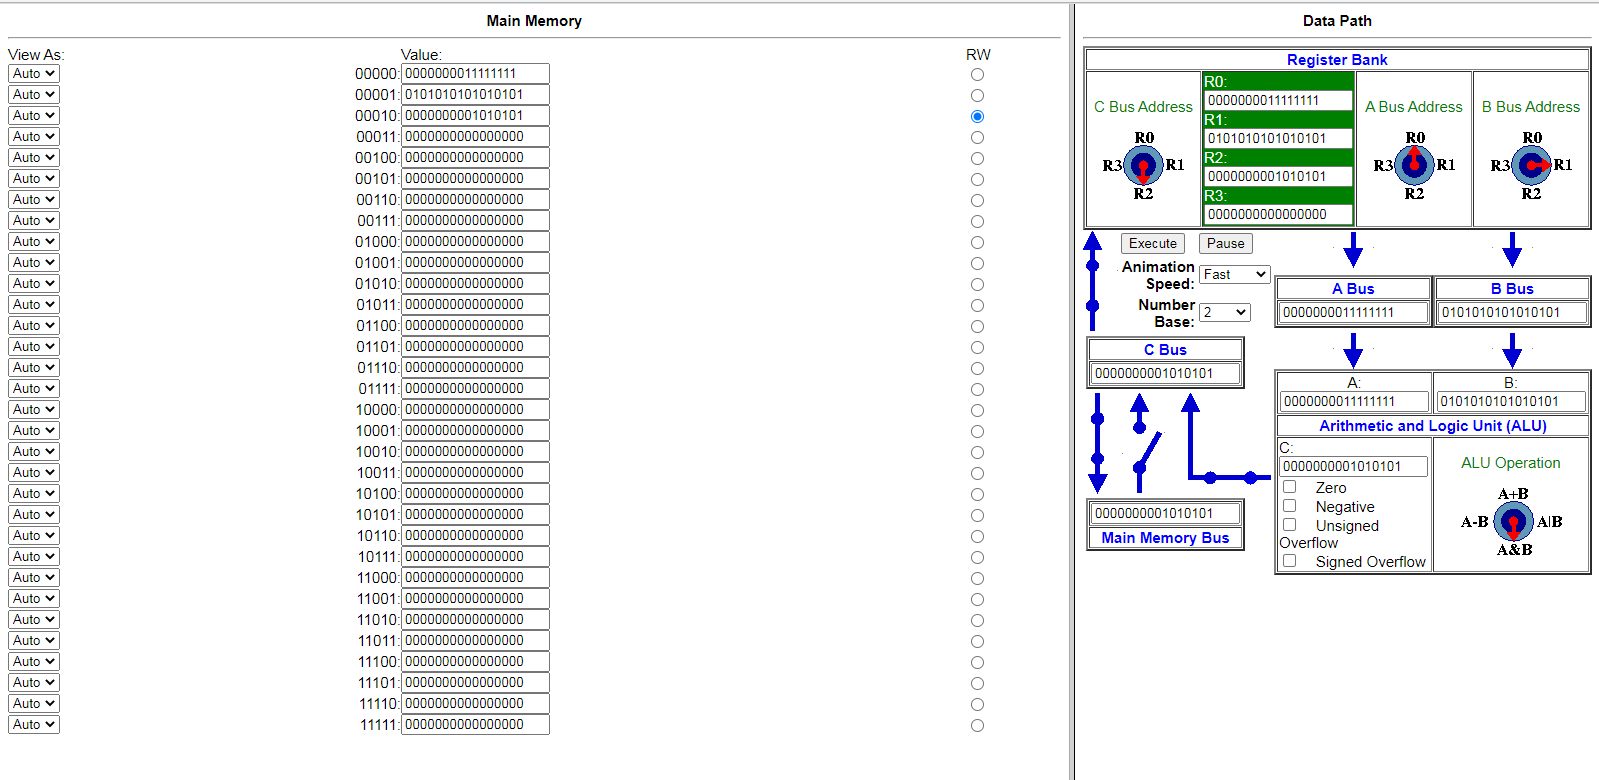 Main Memory
View As: Value: RW
Auto 00000: 0000000011111111
Auto 00001: 0101010101010101
Auto 00010: 0000000001010101
Auto 00011: 0000000000000000
Auto 00100: 0000000000000000
Auto 00101: 0000000000000000
Auto 00110: 0000000000000000
Auto 00111: 0000000000000000
Auto 01000: 0000000000000000
Auto 01001: 0000000000000000
Auto 01010: 0000000000000000
Auto 01011: 0000000000000000
Auto 01100: 0000000000000000
Auto 01101: 0000000000000000
Auto 01110: 0000000000000000
Auto 01111: 0000000000000000
Auto 10000: 0000000000000000
Auto 10001: 0000000000000000
Auto 10010: 0000000000000000
Auto 10011: 0000000000000000
Auto 10100: 0000000000000000
Auto 10101: 0000000000000000
Auto 10110: 0000000000000000
Auto 10111: 0000000000000000
Auto 11000: 0000000000000000
Auto 11001: 0000000000000000
Auto 11010: 0000000000000000
Auto 11011: 0000000000000000
Auto 11100: 0000000000000000
Auto 11101: 0000000000000000
Auto 11110: 0000000000000000
Auto 11111: 0000000000000000
Data Path
Register Bank
C Bus Address
R0
R3 R1
R2
R0:
0000000011111111
R1:
0101010101010101
R2:
0000000001010101
R3:
0000000000000000
A Bus Address
R0
R3 R1
R2
B Bus Address
R0
R3 R1
R2
Execute Pause
Animation
Speed: Fast
Number
Base: 2
A Bus
0000000011111111
B Bus
0101010101010101
C Bus
0000000001010101
A:
0000000011111111
B:
0101010101010101
Arithmetic and Logic Unit (ALU)
C:
0000000001010101
Zero
Negative
Unsigned
Overflow
Signed Overflow
ALU Operation
A+B
A-B A|B
A&B
0000000001010101
Main Memory Bus